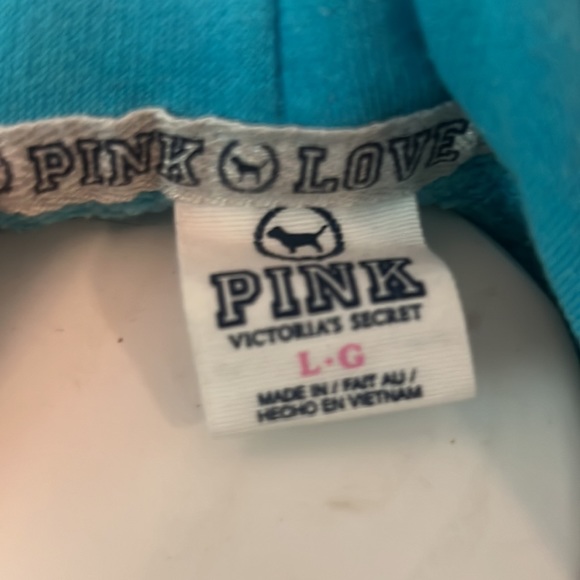 PINK LOVE
PINK
VICTORIA'S SECRET
L·G
MADE IN / FAIT AU /
HECHO EN VIETNAM